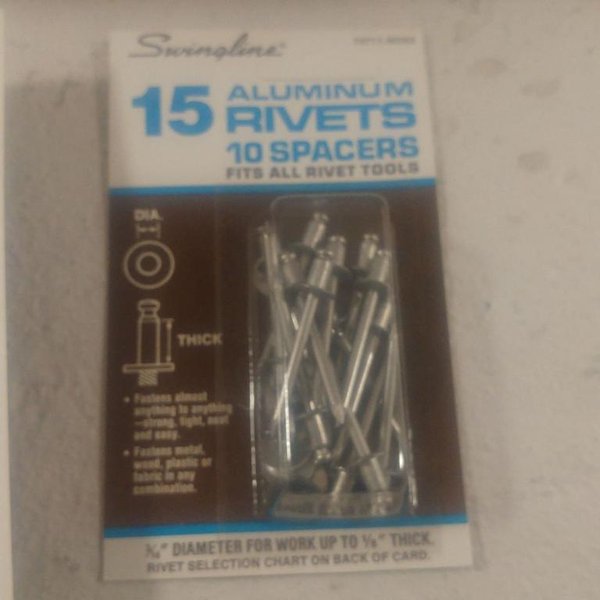 Swingline
15 ALUMINUM
RIVETS
10 SPACERS
FITS ALL RIVET TOOLS
DIA.
THICK
• Fastens almost
anything to anything
—strong, tight, neat
and easy.
• Fastens metal,
wood, plastic or
fabric in any
combination.
DIAMETER FOR WORK UP TO 1/8" THICK.
RIVET SELECTION CHART ON BACK OF CARD.